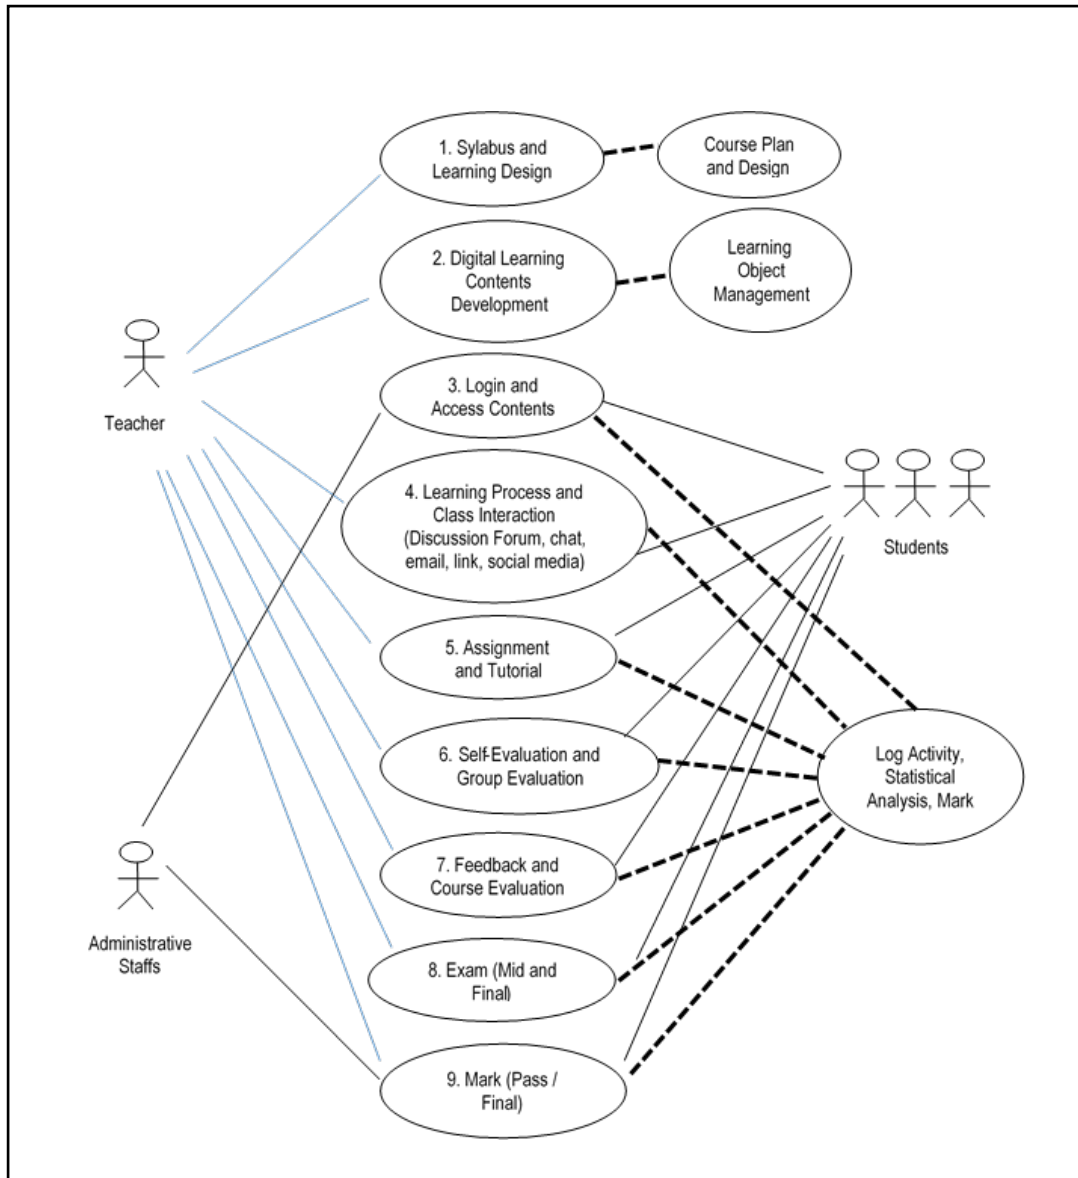 1. Sylabus and
Learning Design
Course Plan
and Design
2. Digital Learning
Contents
Development
Learning
Object
Management
Teacher
3. Login and
Access Contents
4. Learning Process and
Class Interaction
(Discussion Forum, chat,
email, link, social media)
Students
5. Assignment
and Tutorial
6. Self-Evaluation and
Group Evaluation
Log Activity,
Statistical
Analysis, Mark
7. Feedback and
Course Evaluation
Administrative
Staffs
8. Exam (Mid and
Final)
9. Mark (Pass /
Final)